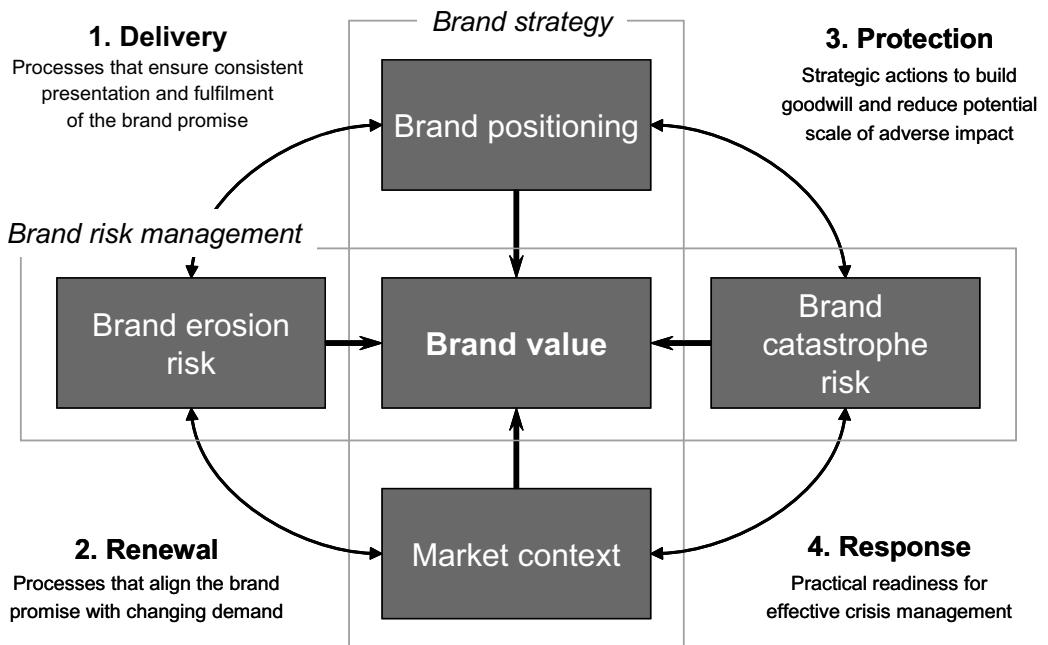 Brand strategy
1. Delivery
Processes that ensure consistent
presentation and fulfilment
of the brand promise
3. Protection
Strategic actions to build
goodwill and reduce potential
scale of adverse impact
Brand positioning
Brand risk management
Brand erosion
risk
Brand value
Brand
catastrophe
risk
2. Renewal
Processes that align the brand
promise with changing demand
Market context
4. Response
Practical readiness for
effective crisis management